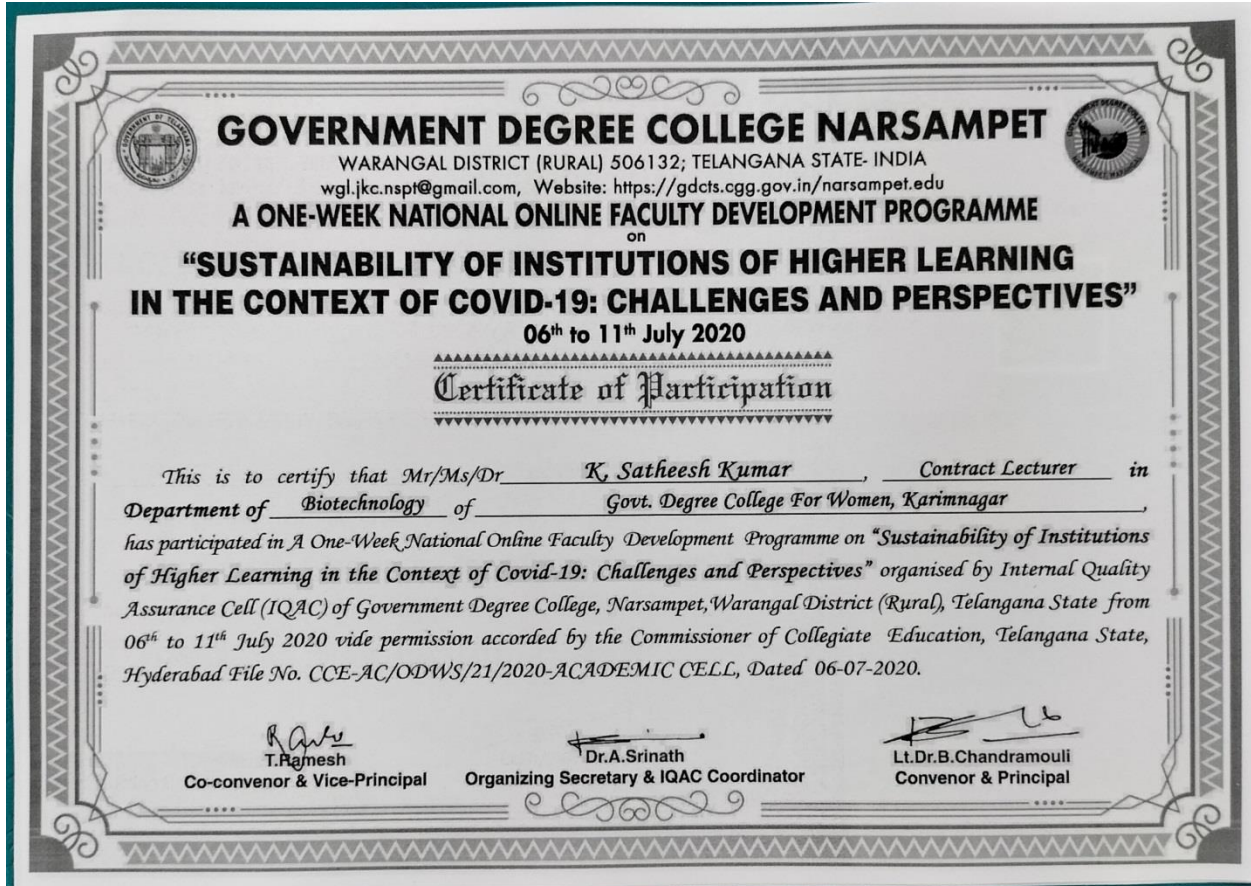 GOVERNMENT OF TELANGANA
GOVERNMENT DEGREE COLLEGE
GOVERNMENT DEGREE COLLEGE NARSAMPET
WARANGAL DISTRICT (RURAL) 506132; TELANGANA STATE- INDIA
wgl.jkc.nspt@gmail.com, Website: https://gdcts.cgg.gov.in/narsampet.edu
A ONE-WEEK NATIONAL ONLINE FACULTY DEVELOPMENT PROGRAMME
on
“SUSTAINABILITY OF INSTITUTIONS OF HIGHER LEARNING
IN THE CONTEXT OF COVID-19: CHALLENGES AND PERSPECTIVES”
06th to 11th July 2020
Certificate of Participation
This is to certify that Mr/Ms/Dr K, Satheesh Kumar, Contract Lecturer in
Department of Biotechnology of Govt. Degree College For Women, Karimnagar,
has participated in A One-Week National Online Faculty Development Programme on “Sustainability of Institutions
of Higher Learning in the Context of Covid-19: Challenges and Perspectives” organised by Internal Quality
Assurance Cell (IQAC) of Government Degree College, Narsampet,Warangal District (Rural), Telangana State from
06th to 11th July 2020 vide permission accorded by the Commissioner of Collegiate Education, Telangana State,
Hyderabad File No. CCE-AC/ODWS/21/2020-ACADEMIC CELL, Dated 06-07-2020.
T.Ramesh
Co-convenor & Vice-Principal
Dr.A.Srinath
Organizing Secretary & IQAC Coordinator
Lt.Dr.B.Chandramouli
Convenor & Principal